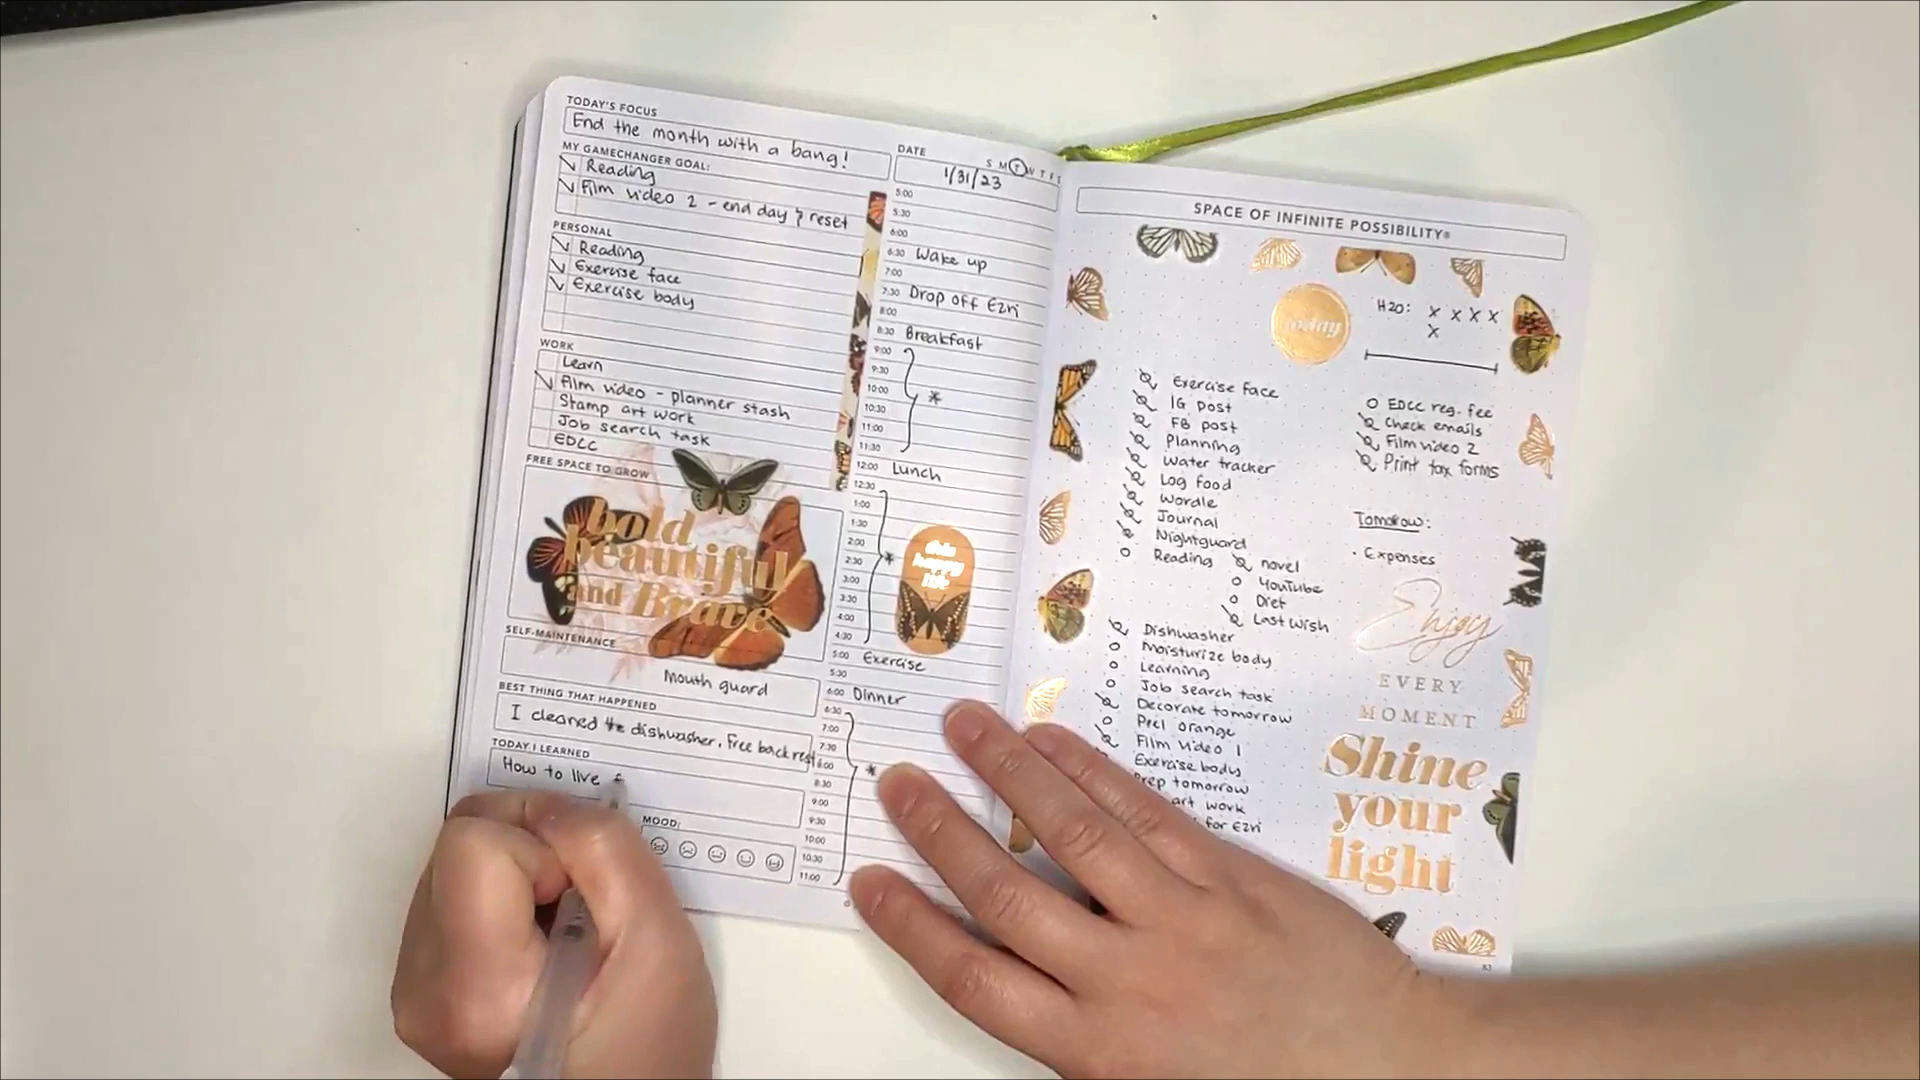 TODAY'S FOCUS
End the month with a bang!
MY GAMECHANGER GOAL:
Reading
Film video 2 - end day & reset
PERSONAL
Reading
Exercise face
Exercise body
WORK
Learn
Film video - planner stash
Stamp art work
Job search task
EDCC
FREE SPACE TO GROW
bold
beautiful
and Brave
SELF-MAINTENANCE
Mouth guard
BEST THING THAT HAPPENED
I cleaned the dishwasher. Free back rest
TODAY I LEARNED
How to live
MOOD:
DATE
S M T W T F S
1/31/23
5:00
5:30
6:00
6:30 Wake up
7:00
7:30 Drop off Ezri
8:00
8:30 Breakfast
9:00
9:30
10:00 *
10:30
11:00
11:30
12:00 Lunch
12:30
1:00
1:30
2:00
2:30 *
3:00
3:30
4:00
4:30
5:00 Exercise
5:30
6:00 Dinner
6:30
7:00
7:30
8:00 *
8:30
9:00
9:30
10:00
10:30
11:00
SPACE OF INFINITE POSSIBILITY®
today
H2O: x x x x
x
Exercise face
IG post
FB post
Planning
Water tracker
Log food
Wordle
Journal
Nightguard
Reading novel
YouTube
Diet
Last Wish
Dishwasher
Moisturize body
Learning
Job search task
Decorate tomorrow
Peel orange
Film video 1
Exercise body
Prep tomorrow
art work
for Ezri
EDCC reg. fee
Check emails
Film video 2
Print tax forms
Tomorrow:
· Expenses
Enjoy
EVERY
MOMENT
Shine
your
light